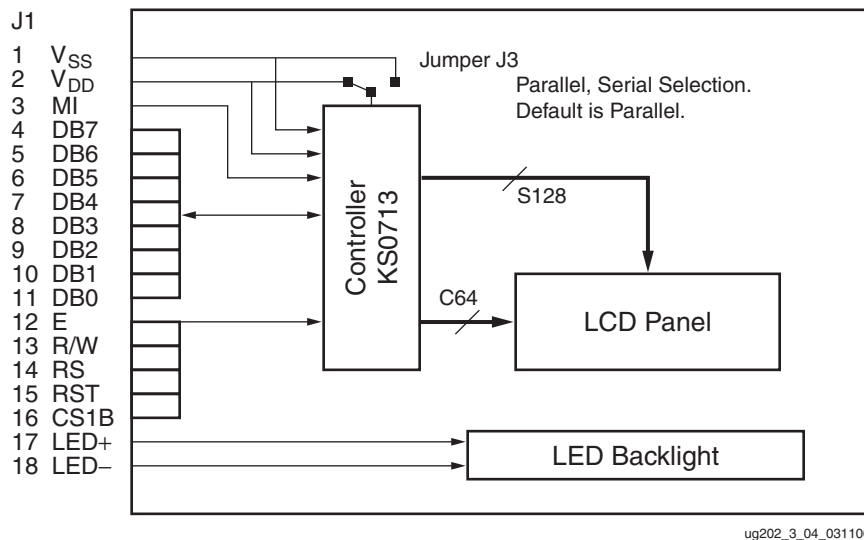 J1
1 VSS
2 VDD
3 MI
4 DB7
5 DB6
6 DB5
7 DB4
8 DB3
9 DB2
10 DB1
11 DB0
12 E
13 R/W
14 RS
15 RST
16 CS1B
17 LED+
18 LED−
Jumper J3
Parallel, Serial Selection.
Default is Parallel.
Controller
KS0713
S128
C64
LCD Panel
LED Backlight